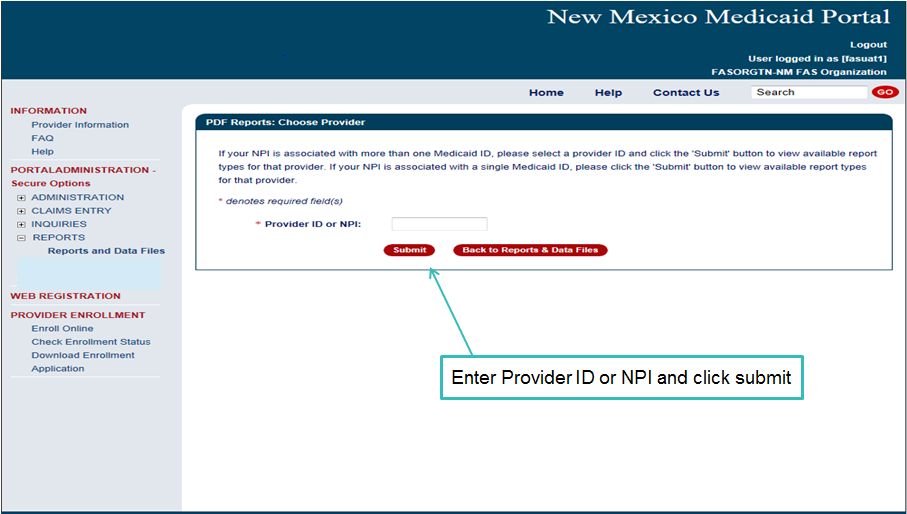 New Mexico Medicaid Portal
Logout
User logged in as [fasuat1]
FASORGTN-NM FAS Organization
Home Help Contact Us Search GO
INFORMATION
Provider Information
FAQ
Help
PORTALADMINISTRATION -
Secure Options
ADMINISTRATION
CLAIMS ENTRY
INQUIRIES
REPORTS
Reports and Data Files
WEB REGISTRATION
PROVIDER ENROLLMENT
Enroll Online
Check Enrollment Status
Download Enrollment
Application
PDF Reports: Choose Provider
If your NPI is associated with more than one Medicaid ID, please select a provider ID and click the 'Submit' button to view available report
types for that provider. If your NPI is associated with a single Medicaid ID, please click the 'Submit' button to view available report types
for that provider.
* denotes required field(s)
* Provider ID or NPI:
Submit Back to Reports & Data Files
Enter Provider ID or NPI and click submit